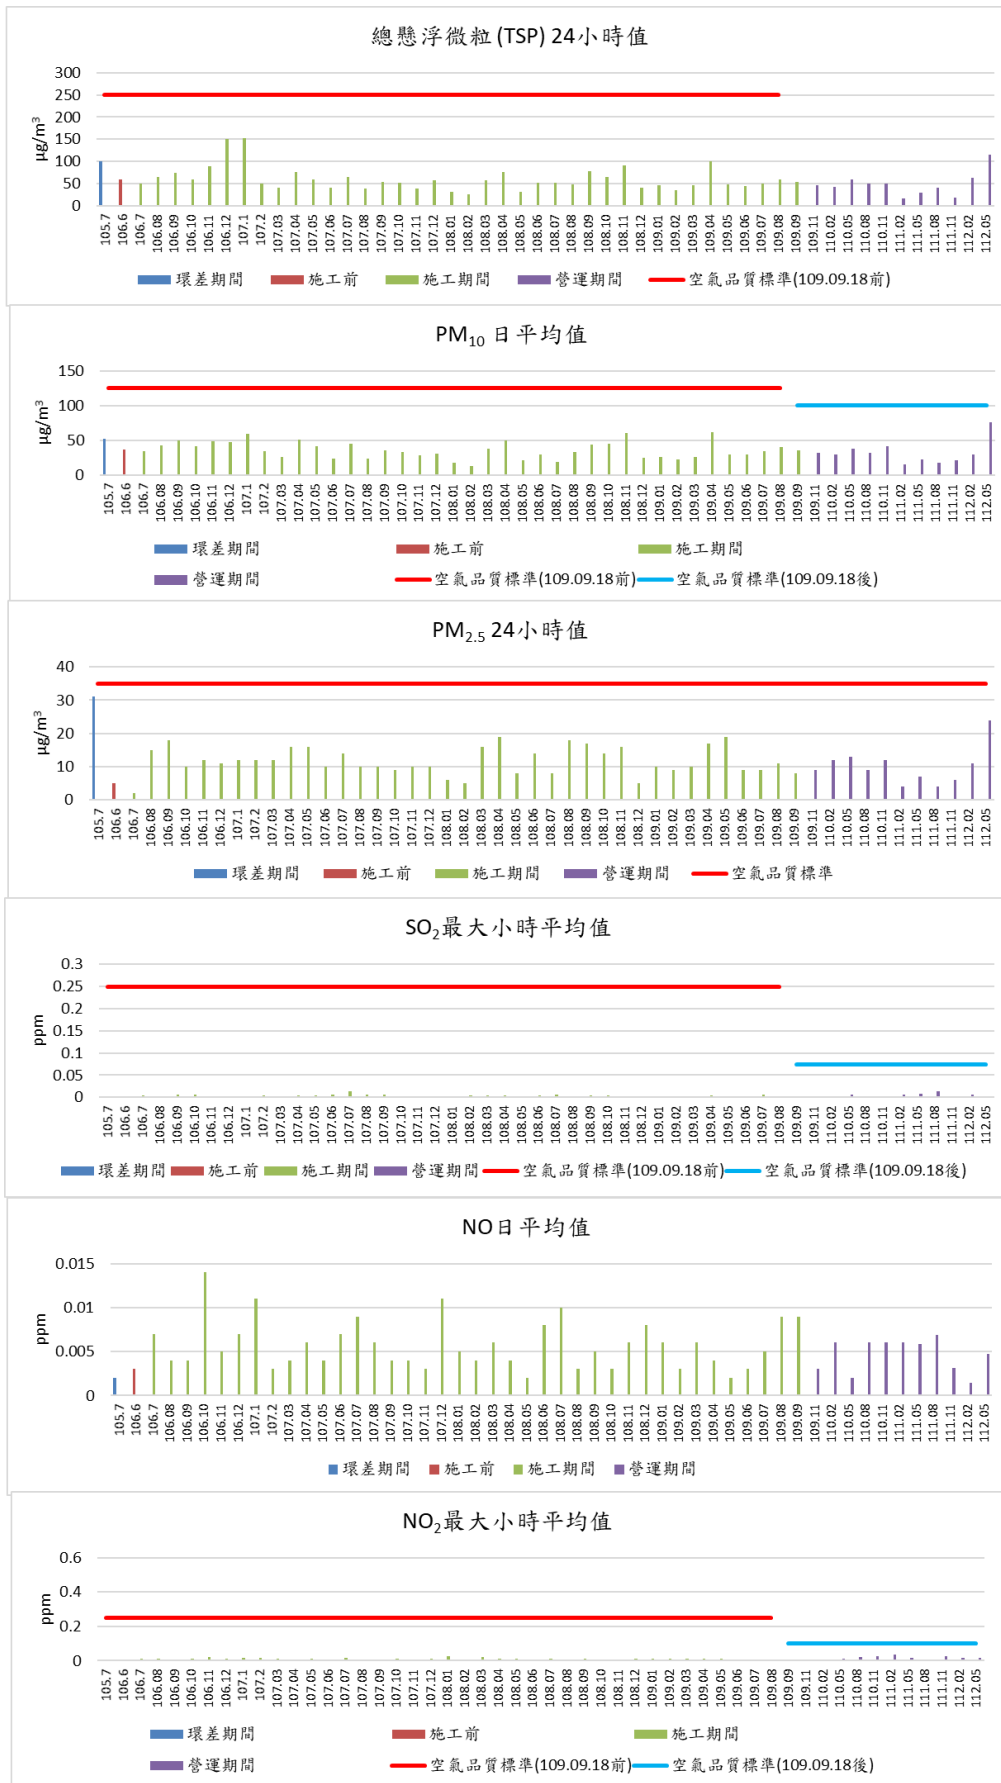 總懸浮微粒(TSP) 24小時值
300
250
200
150
100
50
0
μg/m³
105.7 106.6 106.7 106.08 106.09 106.10 106.11 106.12 107.1 107.2 107.03 107.04 107.05 107.06 107.07 107.08 107.09 107.10 107.11 107.12 108.01 108.02 108.03 108.04 108.05 108.06 108.07 108.08 108.09 108.10 108.11 108.12 109.01 109.02 109.03 109.04 109.05 109.06 109.07 109.08 109.09 109.11 110.02 110.05 110.08 110.11 111.02 111.05 111.08 111.11 112.02 112.05
環差期間 施工前 施工期間 營運期間 空氣品質標準(109.09.18前)
PM₁₀ 日平均值
150
100
50
0
μg/m³
105.7 106.6 106.7 106.08 106.09 106.10 106.11 106.12 107.1 107.2 107.03 107.04 107.05 107.06 107.07 107.08 107.09 107.10 107.11 107.12 108.01 108.02 108.03 108.04 108.05 108.06 108.07 108.08 108.09 108.10 108.11 108.12 109.01 109.02 109.03 109.04 109.05 109.06 109.07 109.08 109.09 109.11 110.02 110.05 110.08 110.11 111.02 111.05 111.08 111.11 112.02 112.05
環差期間 施工前 施工期間
營運期間 空氣品質標準(109.09.18前) 空氣品質標準(109.09.18後)
PM₂.₅ 24小時值
40
30
20
10
0
μg/m³
105.7 106.6 106.7 106.08 106.09 106.10 106.11 106.12 107.1 107.2 107.03 107.04 107.05 107.06 107.07 107.08 107.09 107.10 107.11 107.12 108.01 108.02 108.03 108.04 108.05 108.06 108.07 108.08 108.09 108.10 108.11 108.12 109.01 109.02 109.03 109.04 109.05 109.06 109.07 109.08 109.09 109.11 110.02 110.05 110.08 110.11 111.02 111.05 111.08 111.11 112.02 112.05
環差期間 施工前 施工期間 營運期間 空氣品質標準
SO₂最大小時平均值
0.3
0.25
0.2
0.15
0.1
0.05
0
ppm
105.7 106.6 106.7 106.08 106.09 106.10 106.11 106.12 107.1 107.2 107.03 107.04 107.05 107.06 107.07 107.08 107.09 107.10 107.11 107.12 108.01 108.02 108.03 108.04 108.05 108.06 108.07 108.08 108.09 108.10 108.11 108.12 109.01 109.02 109.03 109.04 109.05 109.06 109.07 109.08 109.09 109.11 110.02 110.05 110.08 110.11 111.02 111.05 111.08 111.11 112.02 112.05
環差期間 施工前 施工期間 營運期間 空氣品質標準(109.09.18前) 空氣品質標準(109.09.18後)
NO日平均值
0.015
0.01
0.005
0
ppm
105.7 106.6 106.7 106.08 106.09 106.10 106.11 106.12 107.1 107.2 107.03 107.04 107.05 107.06 107.07 107.08 107.09 107.10 107.11 107.12 108.01 108.02 108.03 108.04 108.05 108.06 108.07 108.08 108.09 108.10 108.11 108.12 109.01 109.02 109.03 109.04 109.05 109.06 109.07 109.08 109.09 109.11 110.02 110.05 110.08 110.11 111.02 111.05 111.08 111.11 112.02 112.05
環差期間 施工前 施工期間 營運期間
NO₂最大小時平均值
0.6
0.4
0.2
0
ppm
105.7 106.6 106.7 106.08 106.09 106.10 106.11 106.12 107.1 107.2 107.03 107.04 107.05 107.06 107.07 107.08 107.09 107.10 107.11 107.12 108.01 108.02 108.03 108.04 108.05 108.06 108.07 108.08 108.09 108.10 108.11 108.12 109.01 109.02 109.03 109.04 109.05 109.06 109.07 109.08 109.09 109.11 110.02 110.05 110.08 110.11 111.02 111.05 111.08 111.11 112.02 112.05
環差期間 施工前 施工期間
營運期間 空氣品質標準(109.09.18前) 空氣品質標準(109.09.18後)